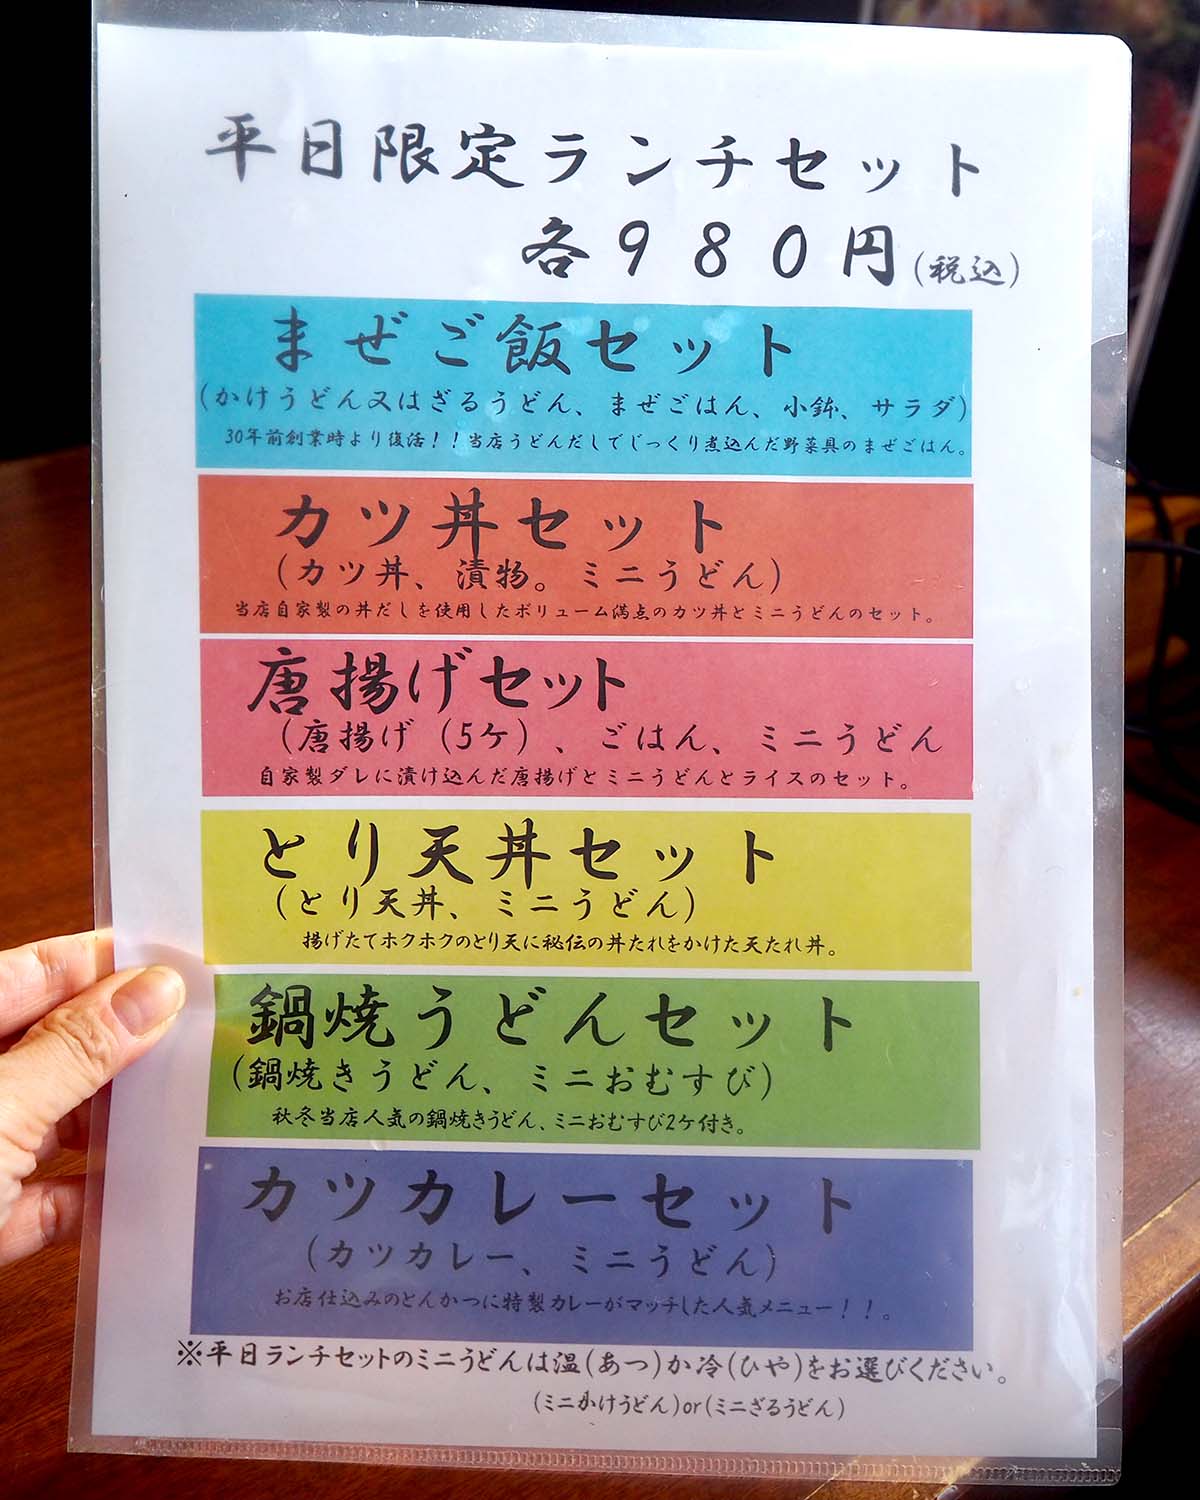 平日限定ランチセット
各980円(税込)
まぜご飯セット
(かけうどん又はざるうどん、まぜごはん、小鉢、サラダ)
30年前創業時より復活!!当店うどんだしでじっくり煮込んだ野菜具のまぜごはん。
カツ丼セット
(カツ丼、漬物。ミニうどん)
当店自家製の丼だしを使用したボリューム満点のカツ丼とミニうどんのセット。
唐揚げセット
(唐揚げ(5ケ)、ごはん、ミニうどん
自家製ダレに漬け込んだ唐揚げとミニうどんとライスのセット。
とり天丼セット
(とり天丼、ミニうどん)
揚げたてホクホクのとり天に秘伝の丼たれをかけた天たれ丼。
鍋焼うどんセット
(鍋焼きうどん、ミニおむすび)
秋冬当店人気の鍋焼きうどん、ミニおむすび2ケ付き。
カツカレーセット
(カツカレー、ミニうどん)
お店仕込みのとんかつに特製カレーがマッチした人気メニュー!!。
※平日ランチセットのミニうどんは温(あつ)か冷(ひや)をお選びください。
(ミニかけうどん)or(ミニざるうどん)